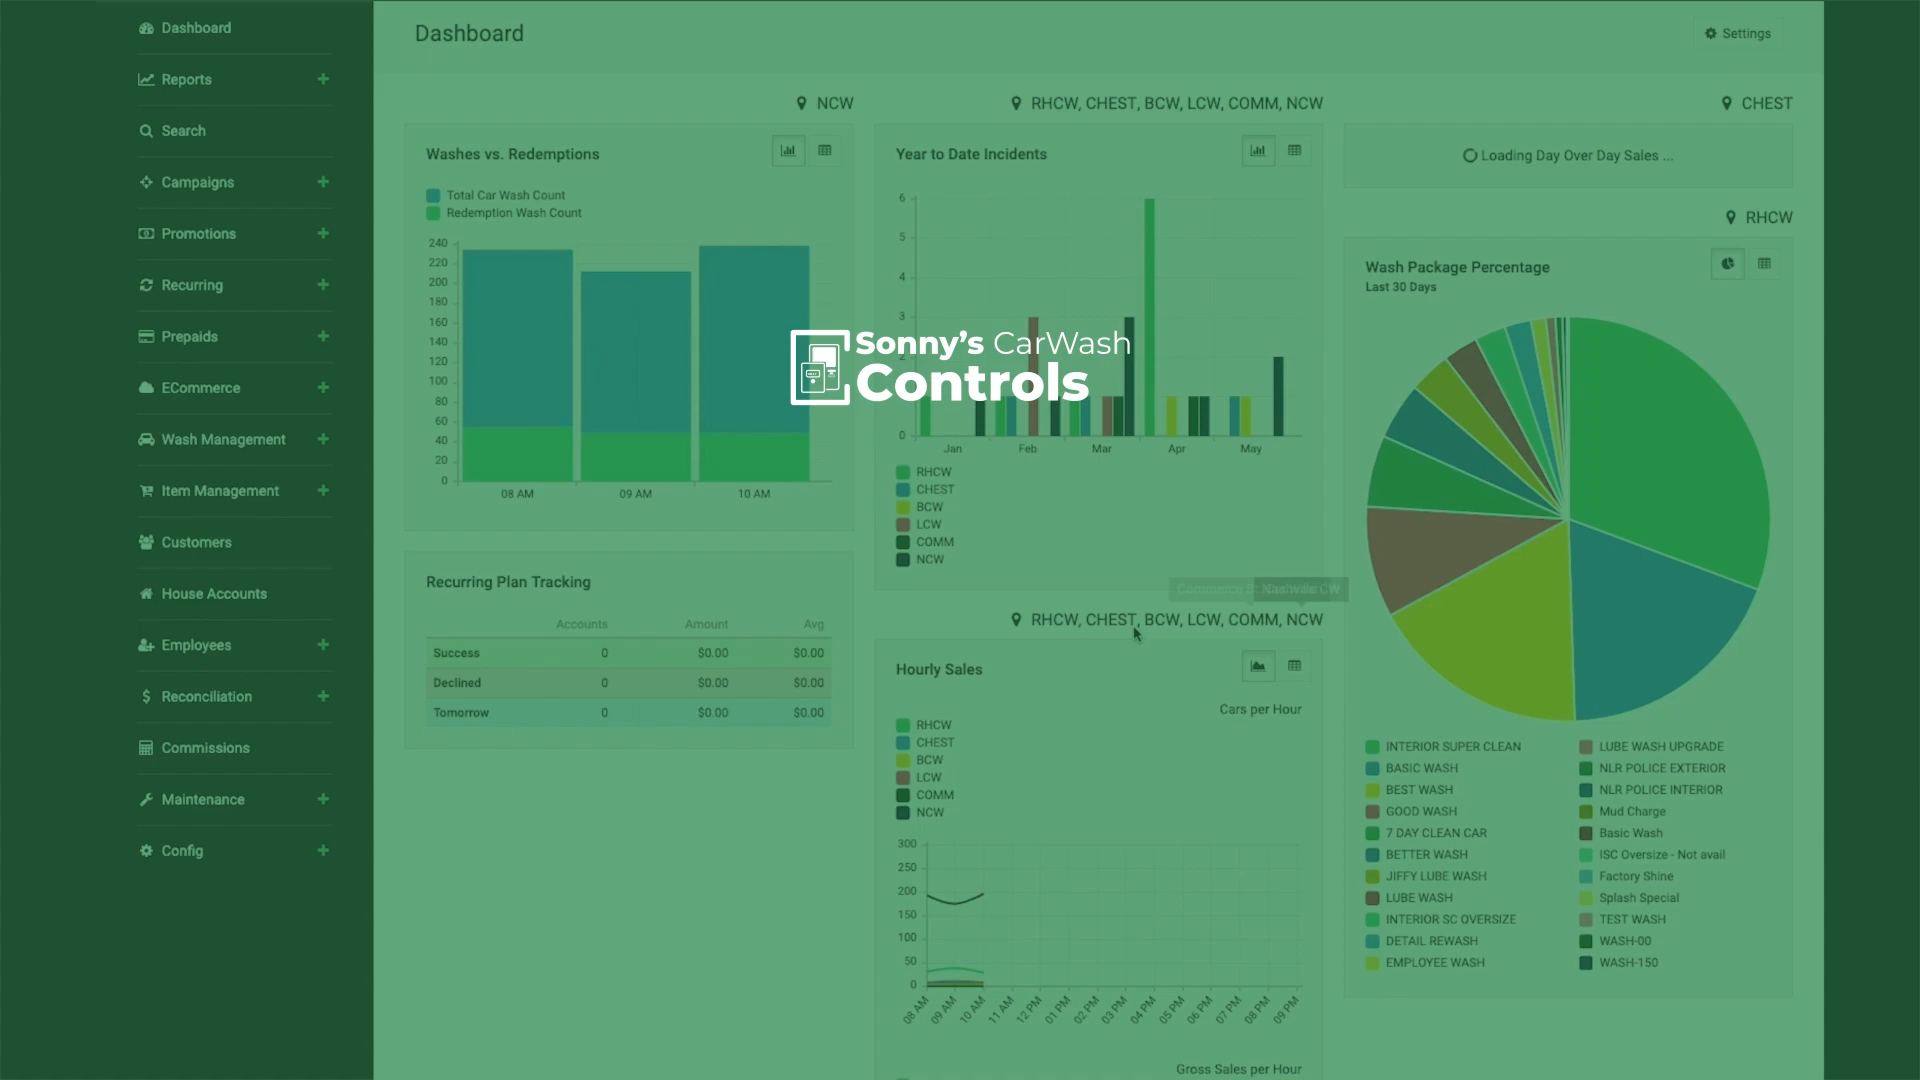 Dashboard
Reports
Search
Campaigns
Promotions
Recurring
Prepaids
ECommerce
Wash Management
Item Management
Customers
House Accounts
Employees
Reconciliation
Commissions
Maintenance
Config
Dashboard
Settings
NCW
Washes vs. Redemptions
Total Car Wash Count
Redemption Wash Count
240
220
200
180
160
140
120
100
80
60
40
20
0
08 AM 09 AM 10 AM
Recurring Plan Tracking
Accounts Amount Avg
Success 0 $0.00 $0.00
Declined 0 $0.00 $0.00
Tomorrow 0 $0.00 $0.00
RHCW, CHEST, BCW, LCW, COMM, NCW
Year to Date Incidents
6
5
4
3
2
0
Jan Feb Mar Apr May
Sonny's CarWash
Controls
RHCW
CHEST
BCW
LCW
COMM
NCW
Commerce
Nashville CW
RHCW, CHEST, BCW, LCW, COMM, NCW
Hourly Sales
Cars per Hour
RHCW
CHEST
BCW
LCW
COMM
NCW
300
250
200
150
100
50
0
08 AM 09 AM 10 AM 11 AM 12 PM 01 PM 02 PM 03 PM 04 PM 05 PM 06 PM 07 PM 08 PM 09 PM
Gross Sales per Hour
CHEST
Loading Day Over Day Sales ...
RHCW
Wash Package Percentage
Last 30 Days
INTERIOR SUPER CLEAN
BASIC WASH
BEST WASH
GOOD WASH
7 DAY CLEAN CAR
BETTER WASH
JIFFY LUBE WASH
LUBE WASH
INTERIOR SC OVERSIZE
DETAIL REWASH
EMPLOYEE WASH
LUBE WASH UPGRADE
NLR POLICE EXTERIOR
NLR POLICE INTERIOR
Mud Charge
Basic Wash
ISC Oversize - Not avail
Factory Shine
Splash Special
TEST WASH
WASH-00
WASH-150